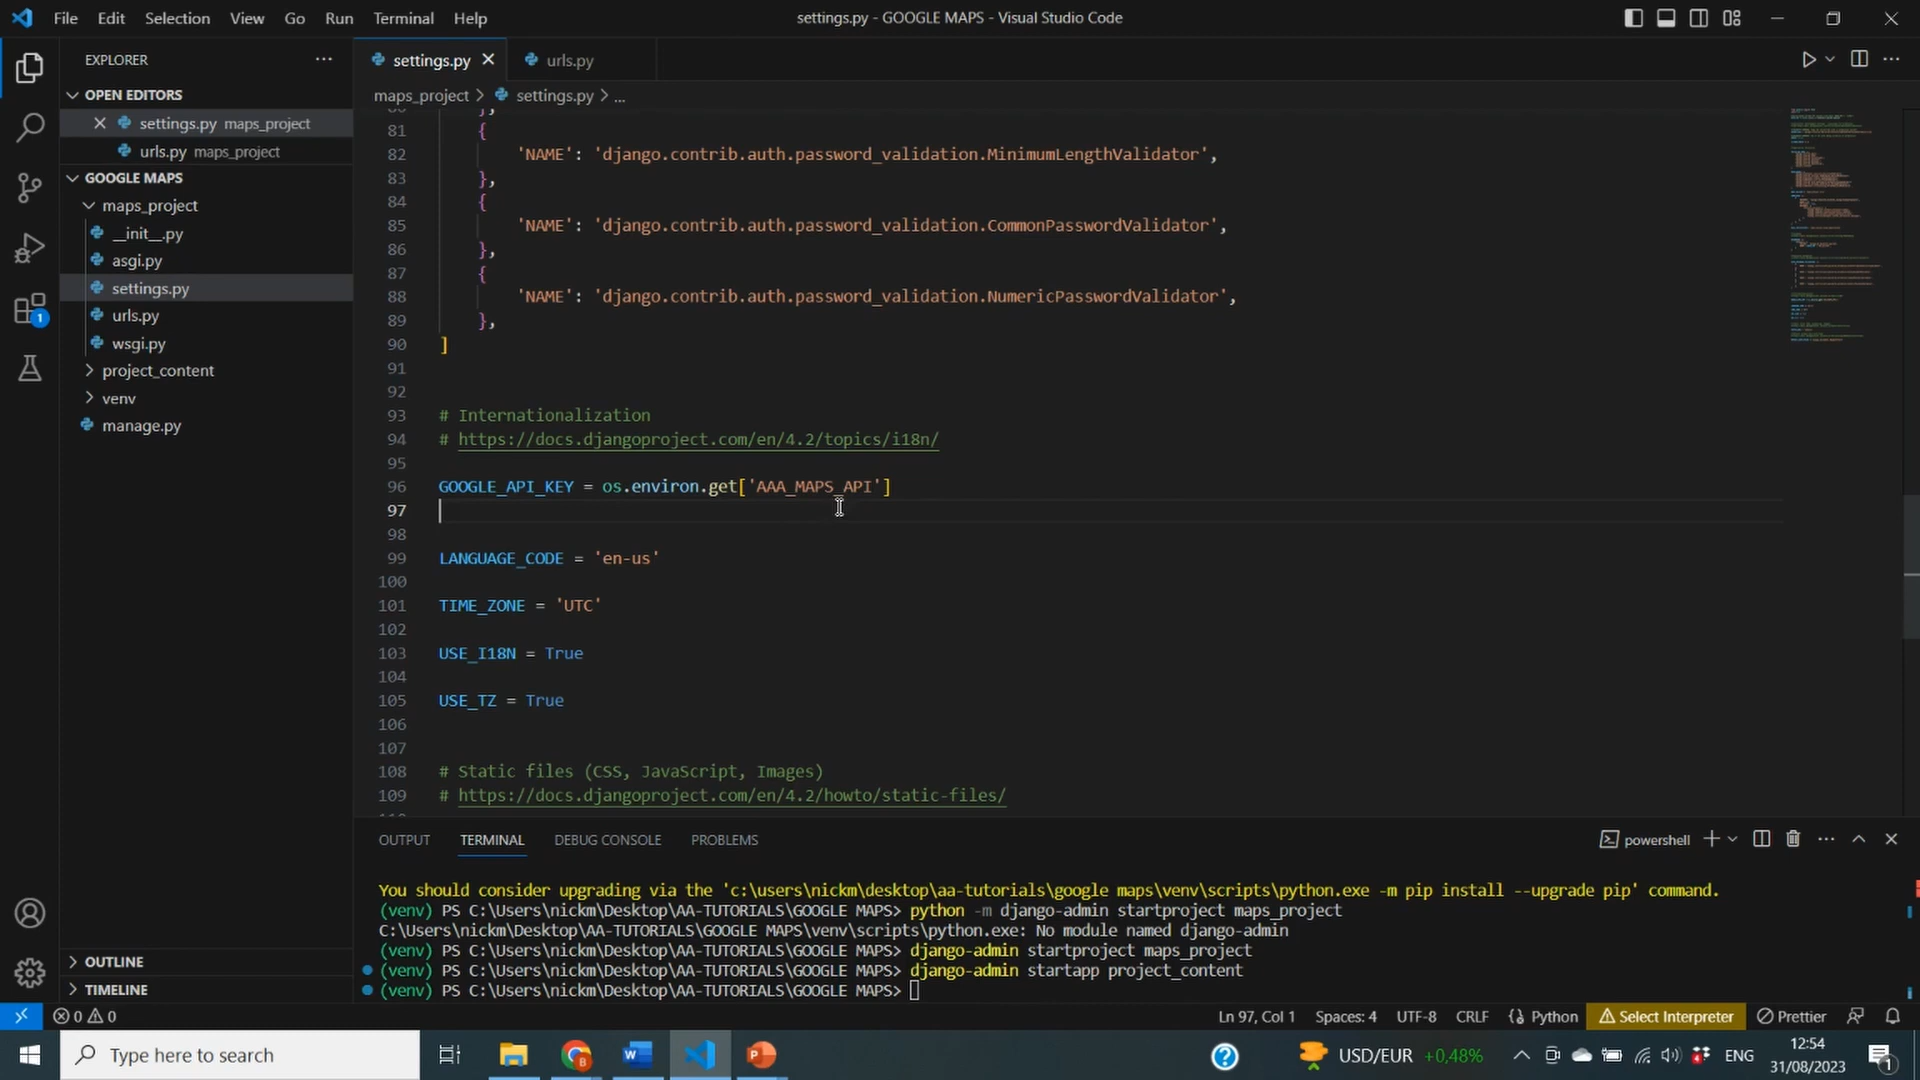 File Edit Selection View Go Run Terminal Help
settings.py - GOOGLE MAPS - Visual Studio Code
EXPLORER
OPEN EDITORS
settings.py maps_project
urls.py maps_project
GOOGLE MAPS
maps_project
__init__.py
asgi.py
settings.py
urls.py
wsgi.py
project_content
venv
manage.py
OUTLINE
TIMELINE
1
settings.py
urls.py
maps_project > settings.py > ...
81 {
82 'NAME': 'django.contrib.auth.password_validation.MinimumLengthValidator',
83 },
84 {
85 'NAME': 'django.contrib.auth.password_validation.CommonPasswordValidator',
86 },
87 {
88 'NAME': 'django.contrib.auth.password_validation.NumericPasswordValidator',
89 },
90 ]
91
92
93 # Internationalization
94 # https://docs.djangoproject.com/en/4.2/topics/i18n/
95
96 GOOGLE_API_KEY = os.environ.get['AAA_MAPS_API']
97
98
99 LANGUAGE_CODE = 'en-us'
100
101 TIME_ZONE = 'UTC'
102
103 USE_I18N = True
104
105 USE_TZ = True
106
107
108 # Static files (CSS, JavaScript, Images)
109 # https://docs.djangoproject.com/en/4.2/howto/static-files/
OUTPUT TERMINAL DEBUG CONSOLE PROBLEMS
powershell
You should consider upgrading via the 'c:\users\nickm\desktop\aa-tutorials\google maps\venv\scripts\python.exe -m pip install --upgrade pip' command.
(venv) PS C:\Users\nickm\Desktop\AA-TUTORIALS\GOOGLE MAPS> python -m django-admin startproject maps_project
C:\Users\nickm\Desktop\AA-TUTORIALS\GOOGLE MAPS\venv\scripts\python.exe: No module named django-admin
(venv) PS C:\Users\nickm\Desktop\AA-TUTORIALS\GOOGLE MAPS> django-admin startproject maps_project
(venv) PS C:\Users\nickm\Desktop\AA-TUTORIALS\GOOGLE MAPS> django-admin startapp project_content
(venv) PS C:\Users\nickm\Desktop\AA-TUTORIALS\GOOGLE MAPS>
0 0
Ln 97, Col 1 Spaces: 4 UTF-8 CRLF Python Select Interpreter Prettier
Type here to search
USD/EUR +0,48%
ENG
12:54
31/08/2023
1